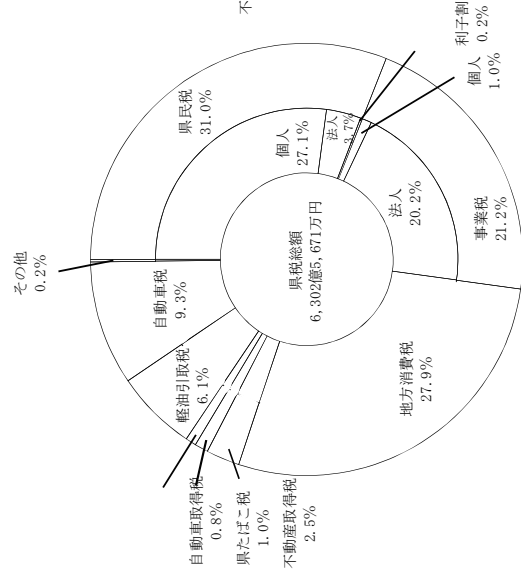 不
県民税
31.0%
個人
27.1%
法人
3.7%
利子割
0.2%
個人
1.0%
法人
20.2%
事業税
21.2%
地方消費税
27.9%
不動産取得税
2.5%
県たばこ税
1.0%
自動車取得税
0.8%
軽油引取税
6.1%
自動車税
9.3%
その他
0.2%
県税総額
6,302億5,671万円